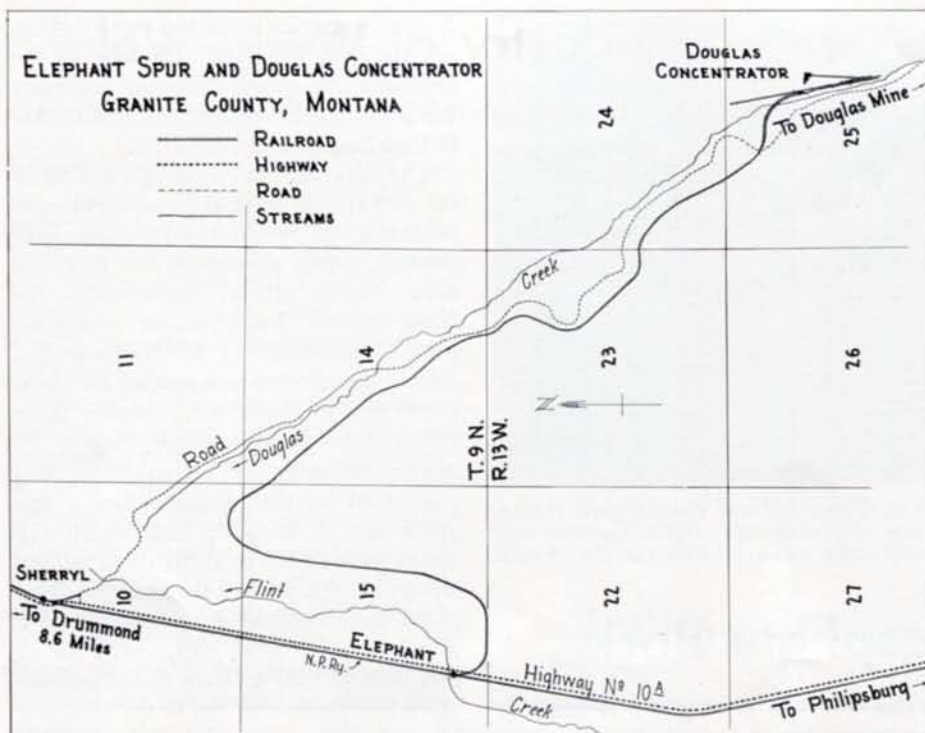 ELEPHANT SPUR AND DOUGLAS CONCENTRATOR
GRANITE COUNTY, MONTANA
RAILROAD
HIGHWAY
ROAD
STREAMS
DOUGLAS
CONCENTRATOR
To Douglas Mine
24
25
Creek
11
14
23
26
N
Road
Douglas
T. 9 N.
R. 13 W.
SHERRYL
10
Flint
15
22
27
To Drummond
8.6 Miles
ELEPHANT
N.P.Ry.
Highway No 10A
Creek
To Philipsburg